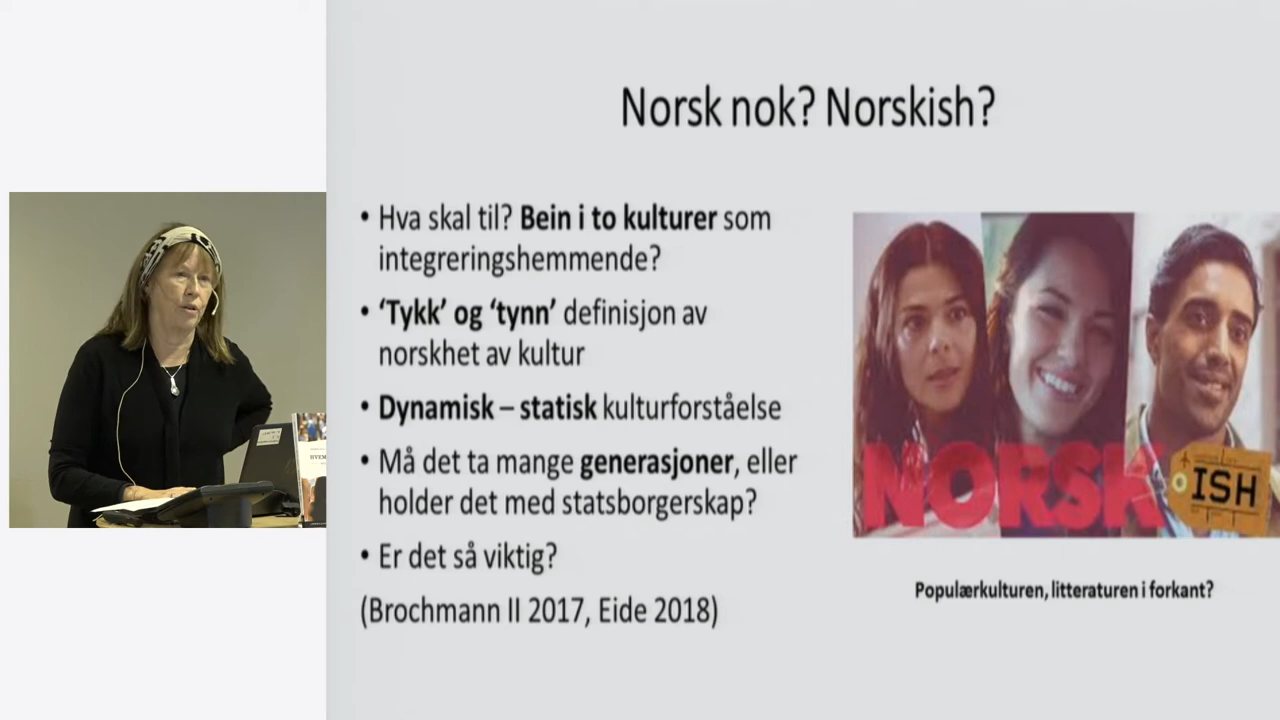 Norsk nok? Norskish?
• Hva skal til? Bein i to kulturer som
integreringshemmende?
• ‘Tykk’ og ‘tynn’ definisjon av
norskhet av kultur
• Dynamisk – statisk kulturforståelse
• Må det ta mange generasjoner, eller
holder det med statsborgerskap?
• Er det så viktig?
(Brochmann II 2017, Eide 2018)
NORSK ISH
Populærkulturen, litteraturen i forkant?
HVEM